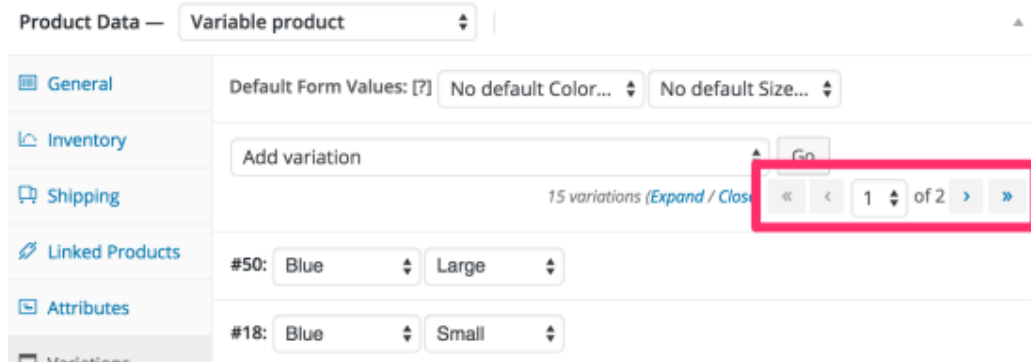 Product Data — Variable product
General
Default Form Values: [?] No default Color... No default Size...
Inventory
Add variation Go
Shipping
15 variations (Expand / Close
« ‹ 1 of 2 › »
Linked Products
#50: Blue Large
Attributes
#18: Blue Small
Variations